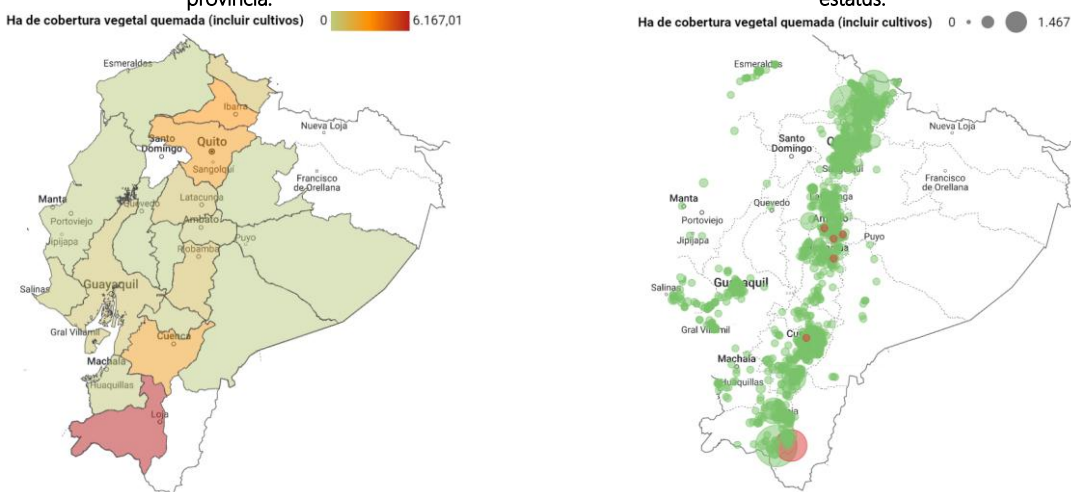 provincia.
Ha de cobertura vegetal quemada (incluir cultivos) 0 6.167,01
Esmeraldas
Ibarra
Nueva Loja
Santo
Domingo
Quito
Sangolquí
Francisco
de Orellana
Manta
Portoviejo
Jipijapa
Quevedo
Latacunga
Ambato
Puyo
Riobamba
Salinas
Guayaquil
Gral Villamil
Cuenca
Machala
Huaquillas
Loja
estatus.
Ha de cobertura vegetal quemada (incluir cultivos) 0 1.467
Esmeraldas
Nueva Loja
Santo
Domingo
Sangolquí
Francisco
de Orellana
Manta
Portoviejo
Jipijapa
Quevedo
Puyo
Salinas
Guayaquil
Gral Villamil
Machala
Huaquillas